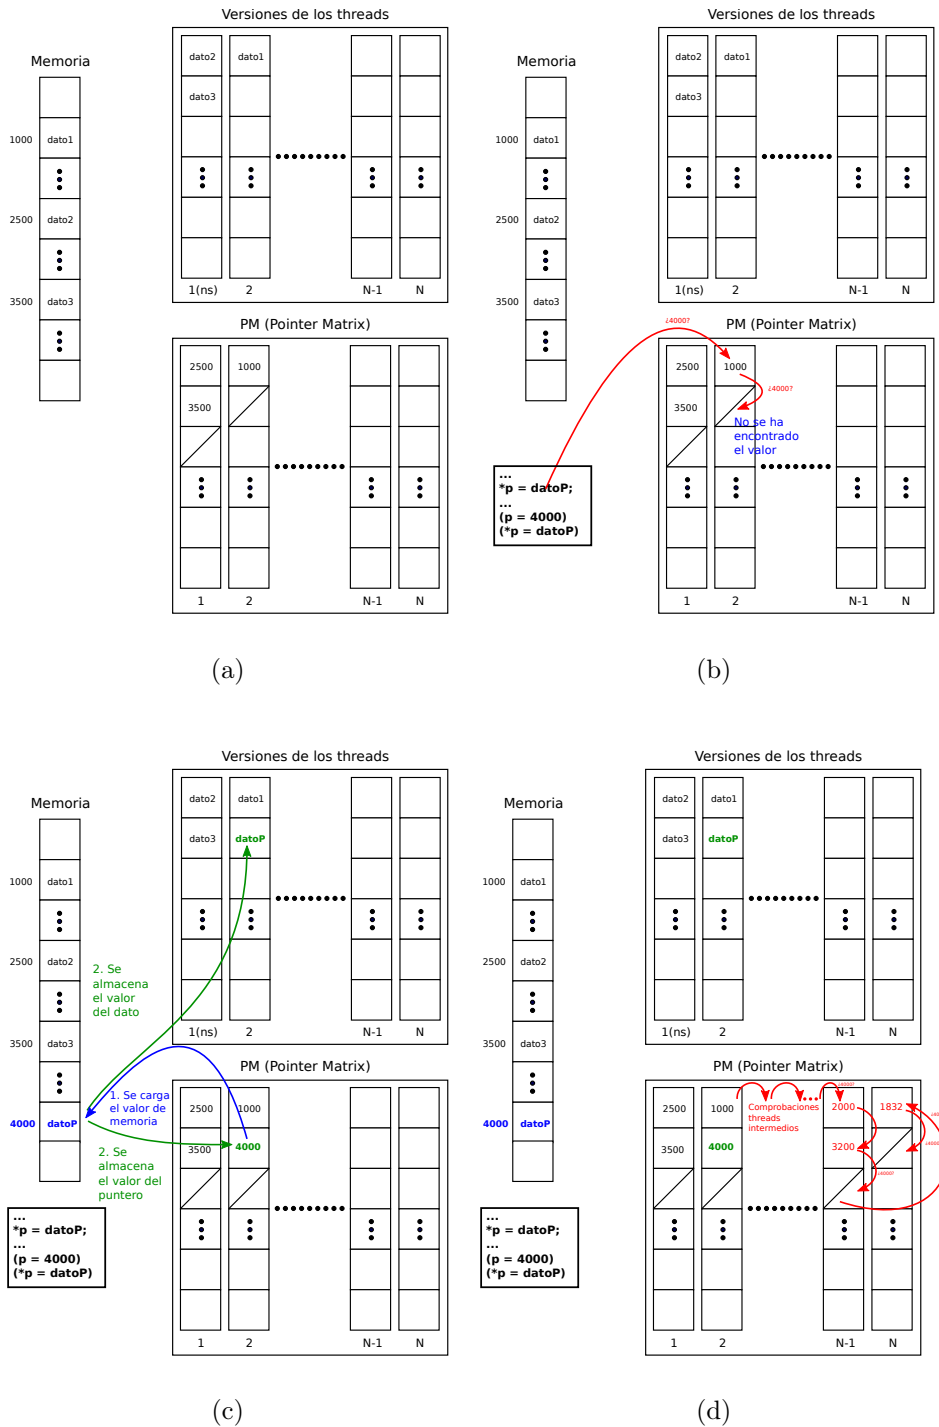 Versiones de los threads
Memoria
dato2 dato1
dato3
1000 dato1
2500 dato2
3500 dato3
1(ns) 2 N-1 N
PM (Pointer Matrix)
2500 1000
3500
1 2 N-1 N
(a)
Versiones de los threads
Memoria
dato2 dato1
dato3
1000 dato1
2500 dato2
3500 dato3
1(ns) 2 N-1 N
PM (Pointer Matrix)
¿4000?
2500 1000
¿4000?
3500
No se ha
encontrado
el valor
...
*p = datoP;
...
(p = 4000)
(*p = datoP)
1 2 N-1 N
(b)
Versiones de los threads
Memoria
dato2 dato1
dato3 datoP
1000 dato1
2500 dato2
3500 dato3
4000 datoP
2. Se
almacena
el valor
del dato
1(ns) 2 N-1 N
PM (Pointer Matrix)
1. Se carga
el valor de
memoria
2500 1000
3500 4000
2. Se
almacena
el valor del
puntero
...
*p = datoP;
...
(p = 4000)
(*p = datoP)
1 2 N-1 N
(c)
Versiones de los threads
Memoria
dato2 dato1
dato3 datoP
1000 dato1
2500 dato2
3500 dato3
4000 datoP
1(ns) 2 N-1 N
PM (Pointer Matrix)
¿4000?
2500 1000 2000 1832
Comprobaciones
threads
intermedios
3500 4000 3200
¿4000?
...
*p = datoP;
...
(p = 4000)
(*p = datoP)
1 2 N-1 N
(d)